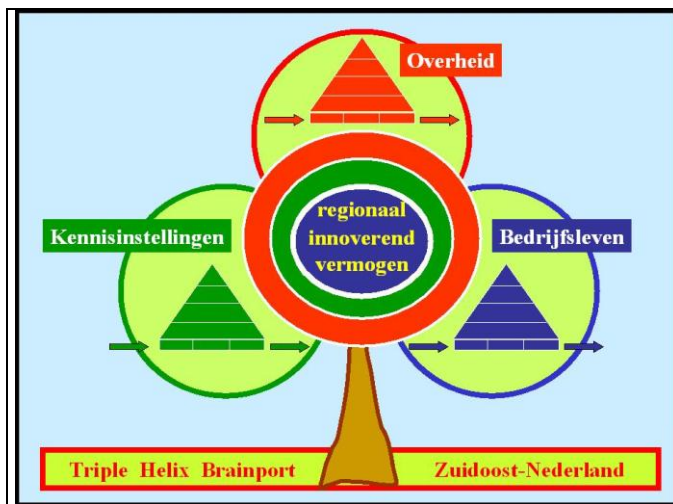 Overheid
regionaal
innoverend
vermogen
Kennisinstellingen
Bedrijfsleven
Triple Helix Brainport
Zuidoost-Nederland